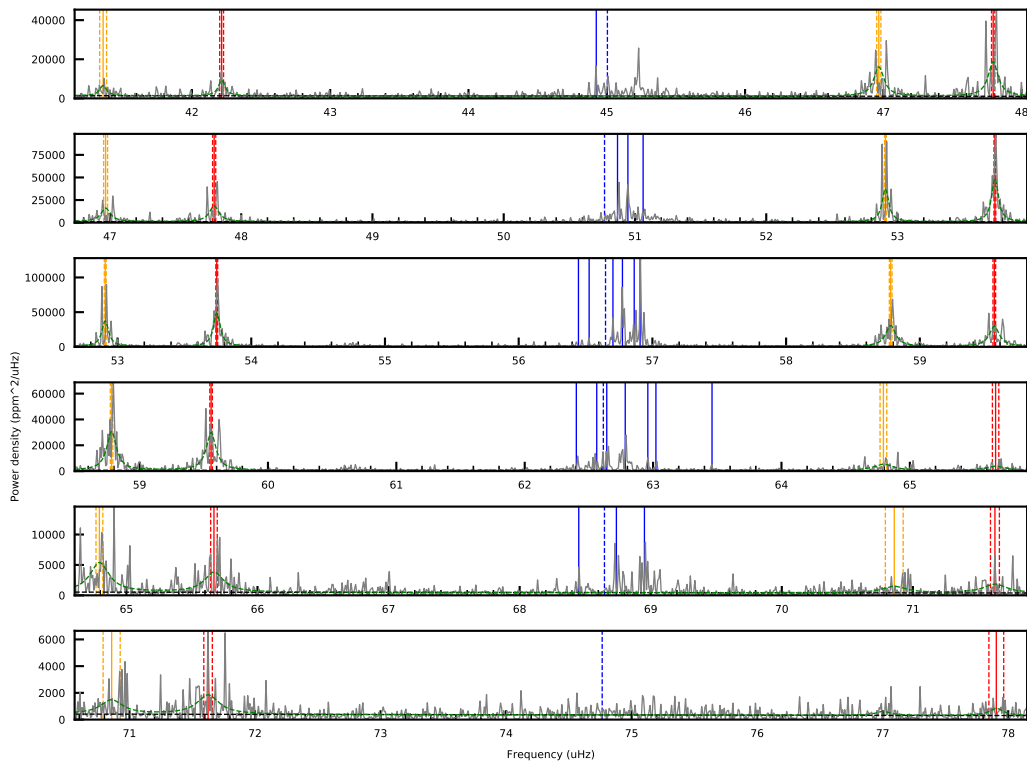 40000
20000
0
42 43 44 45 46 47 48
75000
50000
25000
0
47 48 49 50 51 52 53
100000
50000
0
53 54 55 56 57 58 59
Power density (ppm^2/uHz)
60000
40000
20000
0
59 60 61 62 63 64 65
10000
5000
0
65 66 67 68 69 70 71
6000
4000
2000
0
71 72 73 74 75 76 77 78
Frequency (uHz)